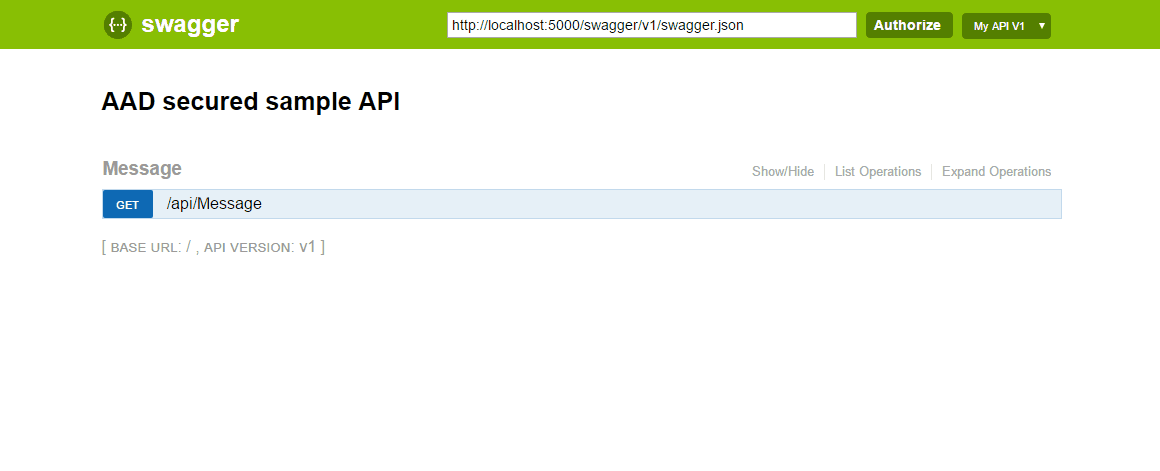 {···} swagger http://localhost:5000/swagger/v1/swagger.json Authorize My API V1 ▼
AAD secured sample API
Message Show/Hide List Operations Expand Operations
GET /api/Message
[ BASE URL: / , API VERSION: v1 ]